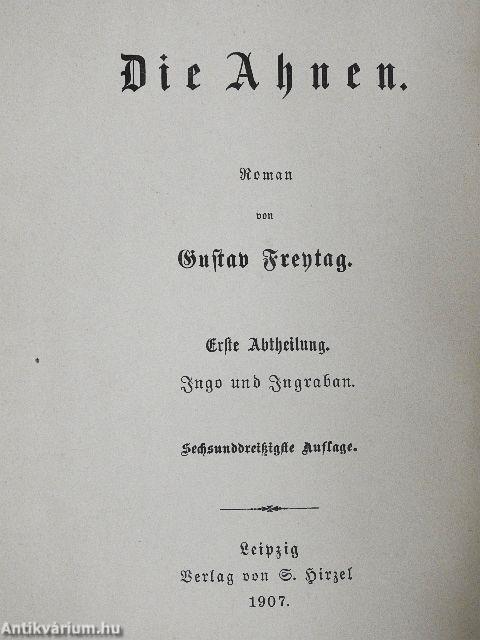 Die Ahnen.
Roman
von
Gustav Freytag.
Erste Abtheilung.
Ingo und Ingraban.
Sechsunddreißigste Auflage.
Leipzig
Verlag von S. Hirzel
1907.
Antikvárium.hu